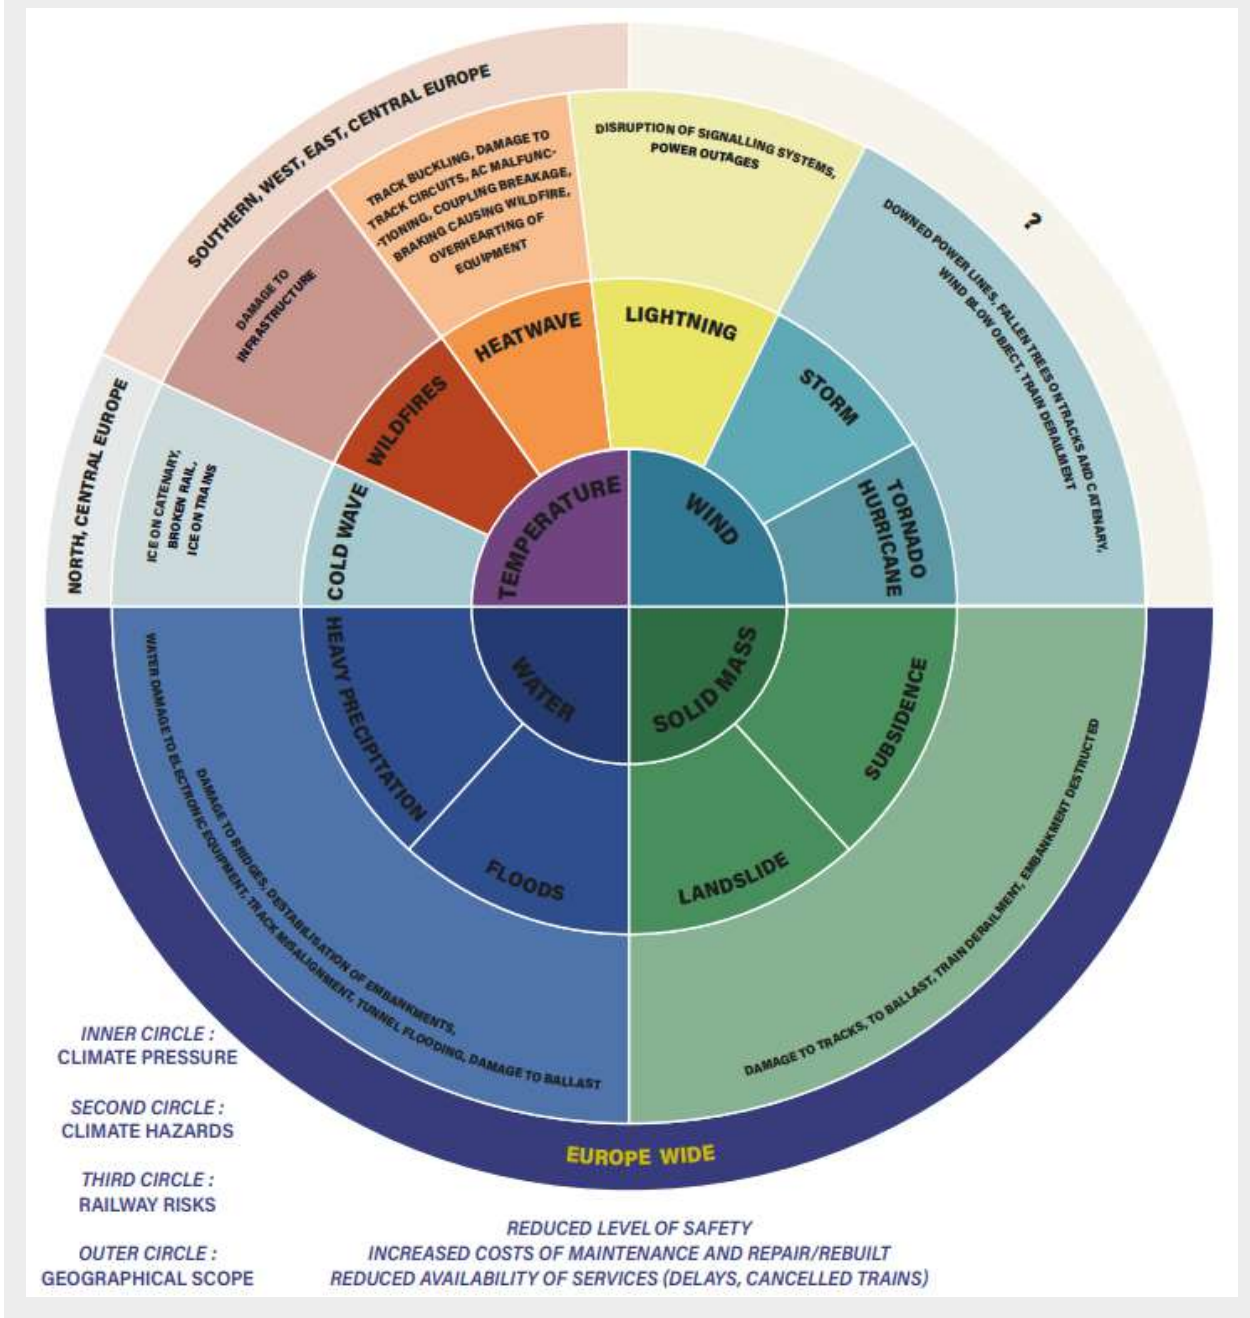 SOUTHERN, WEST, EAST, CENTRAL EUROPE
NORTH, CENTRAL EUROPE
?
EUROPE WIDE
DAMAGE TO
INFRASTRUCTURE
TRACK BUCKLING, DAMAGE TO
TRACK CIRCUITS, AC MALFUNC-
-TIONING, COUPLING BREAKAGE,
BRAKING CAUSING WILDFIRE,
OVERHEARTING OF
EQUIPMENT
DISRUPTION OF SIGNALLING SYSTEMS,
POWER OUTAGES
DOWNED POWER LINES, FALLEN TREES ON TRACKS AND CATENARY,
WIND BLOW OBJECT, TRAIN DERAILMENT
ICE ON CATENARY,
BROKEN RAIL,
ICE ON TRAINS
COLD WAVE
WILDFIRES
HEATWAVE
LIGHTNING
STORM
TORNADO
HURRICANE
TEMPERATURE
WIND
WATER
SOLID MASS
HEAVY PRECIPITATION
FLOODS
LANDSLIDE
SUBSIDENCE
DAMAGE TO BRIDGES, DESTABILISATION OF EMBANKMENTS,
WATER DAMAGE TO ELECTRONIC EQUIPMENT, TRACK MISALIGNMENT, TUNNEL FLOODING, DAMAGE TO BALLAST
DAMAGE TO TRACKS, TO BALLAST, TRAIN DERAILMENT, EMBANKMENT DESTRUCTED
INNER CIRCLE :
CLIMATE PRESSURE
SECOND CIRCLE :
CLIMATE HAZARDS
THIRD CIRCLE :
RAILWAY RISKS
OUTER CIRCLE :
GEOGRAPHICAL SCOPE
REDUCED LEVEL OF SAFETY
INCREASED COSTS OF MAINTENANCE AND REPAIR/REBUILT
REDUCED AVAILABILITY OF SERVICES (DELAYS, CANCELLED TRAINS)